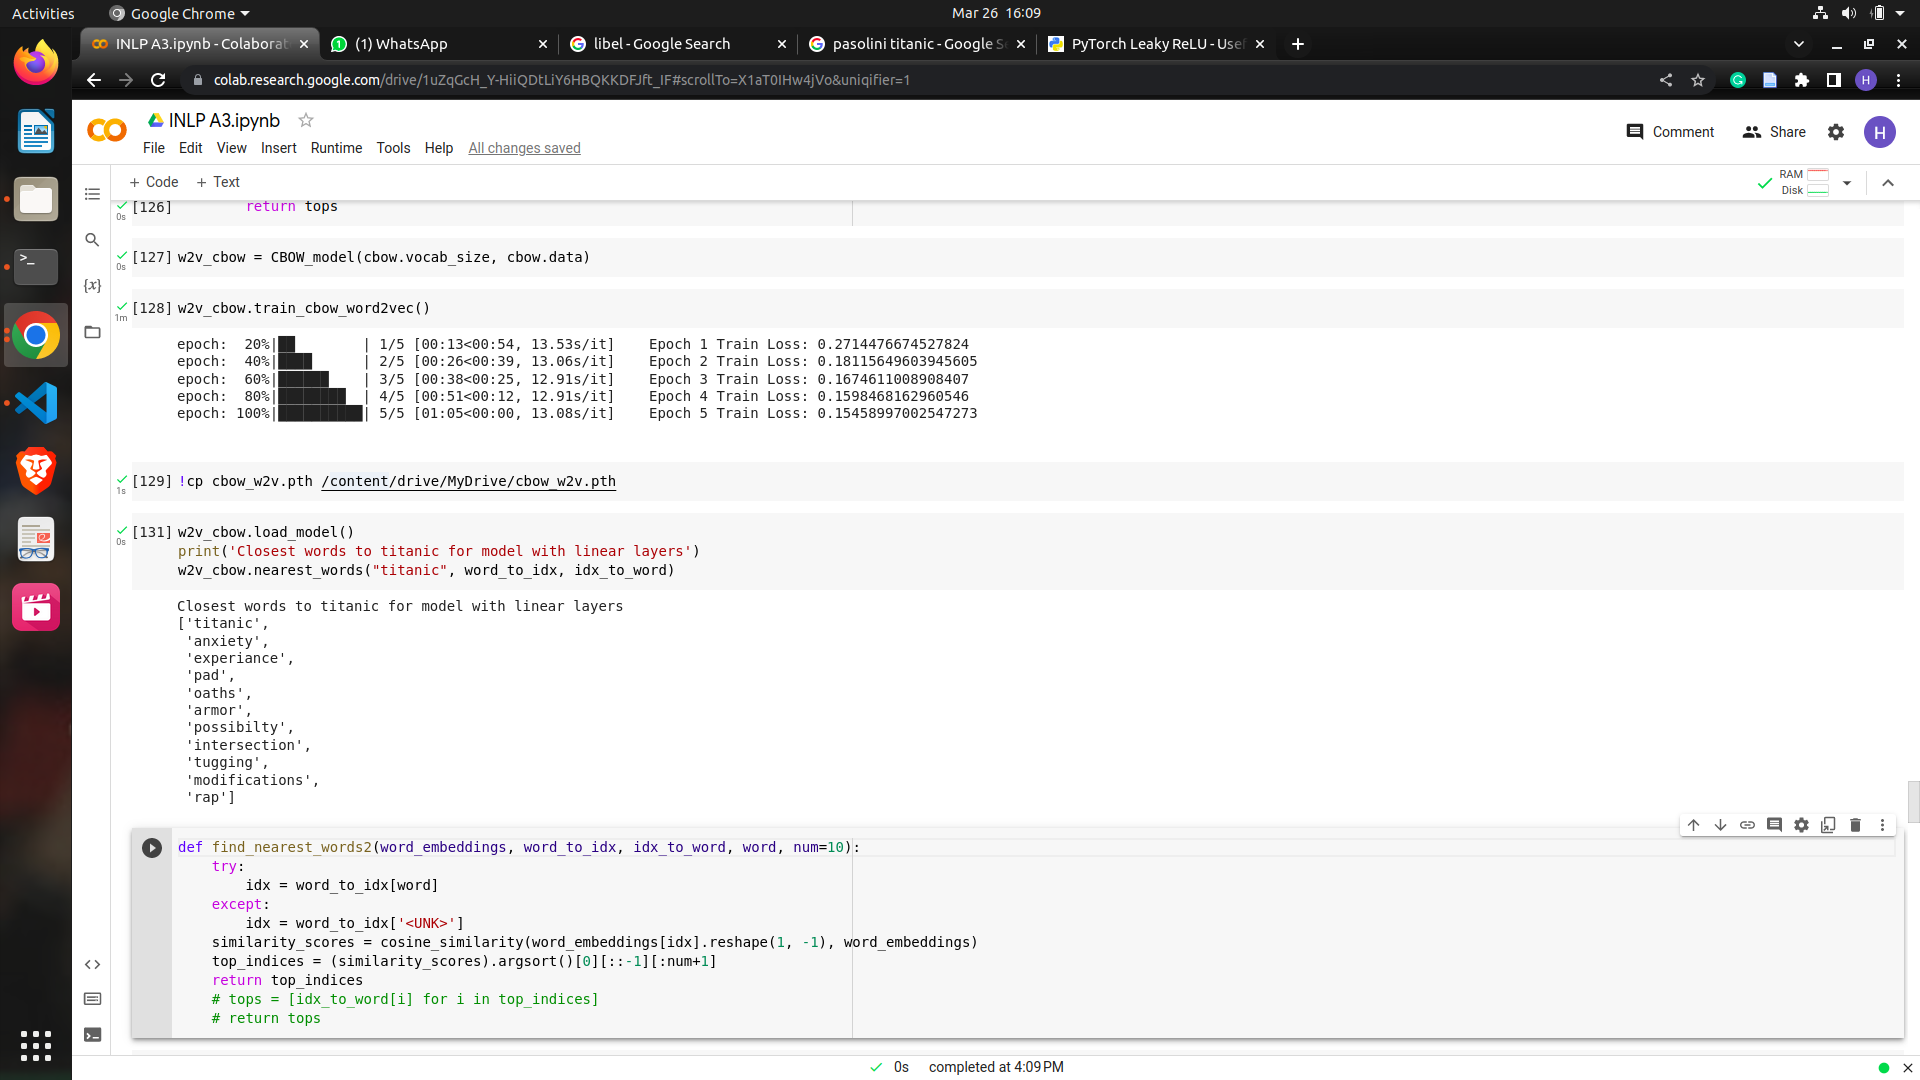 Activities Google Chrome Mar 26 16:09
INLP A3.ipynb - Colaborat (1) WhatsApp libel - Google Search pasolini titanic - Google S PyTorch Leaky ReLU - Usef
colab.research.google.com/drive/1uZqGcH_Y-HiiQDtLiY6HBQKKDFJft_IF#scrollTo=X1aT0IHw4jVo&uniqifier=1 H
INLP A3.ipynb
Comment Share H
File Edit View Insert Runtime Tools Help All changes saved
+ Code + Text RAM
Disk
[126] return tops
0s
[127] w2v_cbow = CBOW_model(cbow.vocab_size, cbow.data)
0s
[128] w2v_cbow.train_cbow_word2vec()
1m
epoch: 20%|██ | 1/5 [00:13<00:54, 13.53s/it] Epoch 1 Train Loss: 0.2714476674527824
epoch: 40%|████ | 2/5 [00:26<00:39, 13.06s/it] Epoch 2 Train Loss: 0.18115649603945605
epoch: 60%|██████ | 3/5 [00:38<00:25, 12.91s/it] Epoch 3 Train Loss: 0.1674611008908407
epoch: 80%|████████ | 4/5 [00:51<00:12, 12.91s/it] Epoch 4 Train Loss: 0.1598468162960546
epoch: 100%|██████████| 5/5 [01:05<00:00, 13.08s/it] Epoch 5 Train Loss: 0.15458997002547273
[129] !cp cbow_w2v.pth /content/drive/MyDrive/cbow_w2v.pth
1s
[131] w2v_cbow.load_model()
0s
print('Closest words to titanic for model with linear layers')
w2v_cbow.nearest_words("titanic", word_to_idx, idx_to_word)
Closest words to titanic for model with linear layers
['titanic',
'anxiety',
'experiance',
'pad',
'oaths',
'armor',
'possibilty',
'intersection',
'tugging',
'modifications',
'rap']
def find_nearest_words2(word_embeddings, word_to_idx, idx_to_word, word, num=10):
try:
idx = word_to_idx[word]
except:
idx = word_to_idx['<UNK>']
similarity_scores = cosine_similarity(word_embeddings[idx].reshape(1, -1), word_embeddings)
top_indices = (similarity_scores).argsort()[0][::-1][:num+1]
return top_indices
# tops = [idx_to_word[i] for i in top_indices]
# return tops
0s completed at 4:09 PM